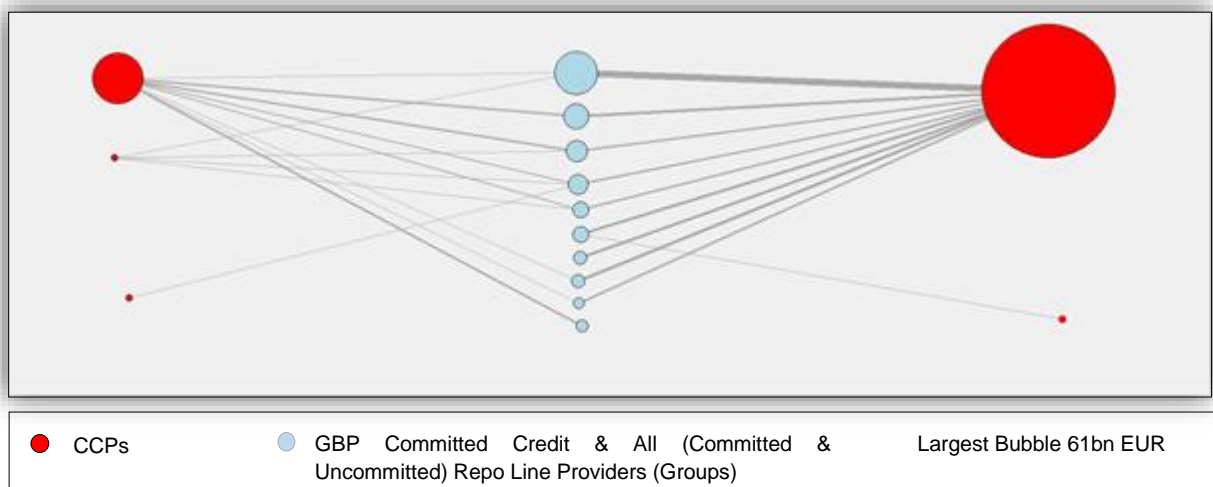 CCPs
GBP Committed Credit & All (Committed &
Uncommitted) Repo Line Providers (Groups)
Largest Bubble 61bn EUR